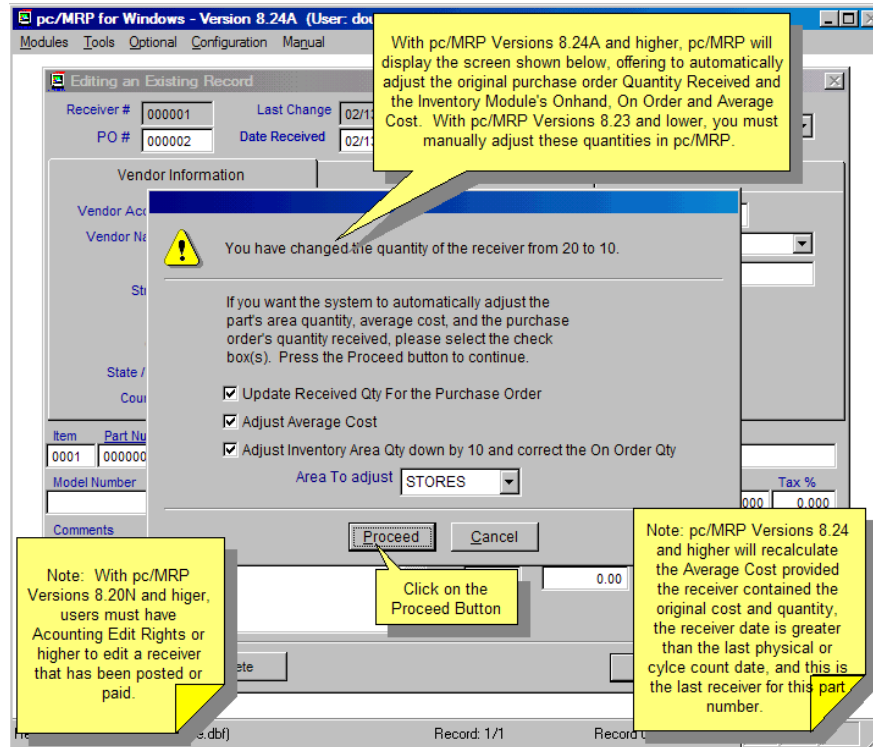 pc/MRP for Windows - Version 8.24A (User: dou
Modules Tools Optional Configuration Manual
With pc/MRP Versions 8.24A and higher, pc/MRP will
display the screen shown below, offering to automatically
adjust the original purchase order Quantity Received and
the Inventory Module's Onhand, On Order and Average
Cost. With pc/MRP Versions 8.23 and lower, you must
manually adjust these quantities in pc/MRP.
Editing an Existing Record
Receiver # 000001 Last Change 02/1
PO # 000002 Date Received 02/1
Vendor Information
Vendor Acc
Vendor Na
Str
State /
Cou
You have changed the quantity of the receiver from 20 to 10.
If you want the system to automatically adjust the
part's area quantity, average cost, and the purchase
order's quantity received, please select the check
box(s). Press the Proceed button to continue.
Update Received Qty For the Purchase Order
Adjust Average Cost
Adjust Inventory Area Qty down by 10 and correct the On Order Qty
Area To adjust STORES
Proceed Cancel
Item Part Nu
0001 000000
Model Number Tax %
000 0.000
Comments
Click on the
Proceed Button
0.00
Note: With pc/MRP
Versions 8.20N and higer,
users must have
Acounting Edit Rights or
higher to edit a receiver
that has been posted or
paid.
Note: pc/MRP Versions 8.24
and higher will recalculate
the Average Cost provided
the receiver contained the
original cost and quantity,
the receiver date is greater
than the last physical or
cylce count date, and this is
the last receiver for this part
number.
ete
e.dbf) Record: 1/1 Record